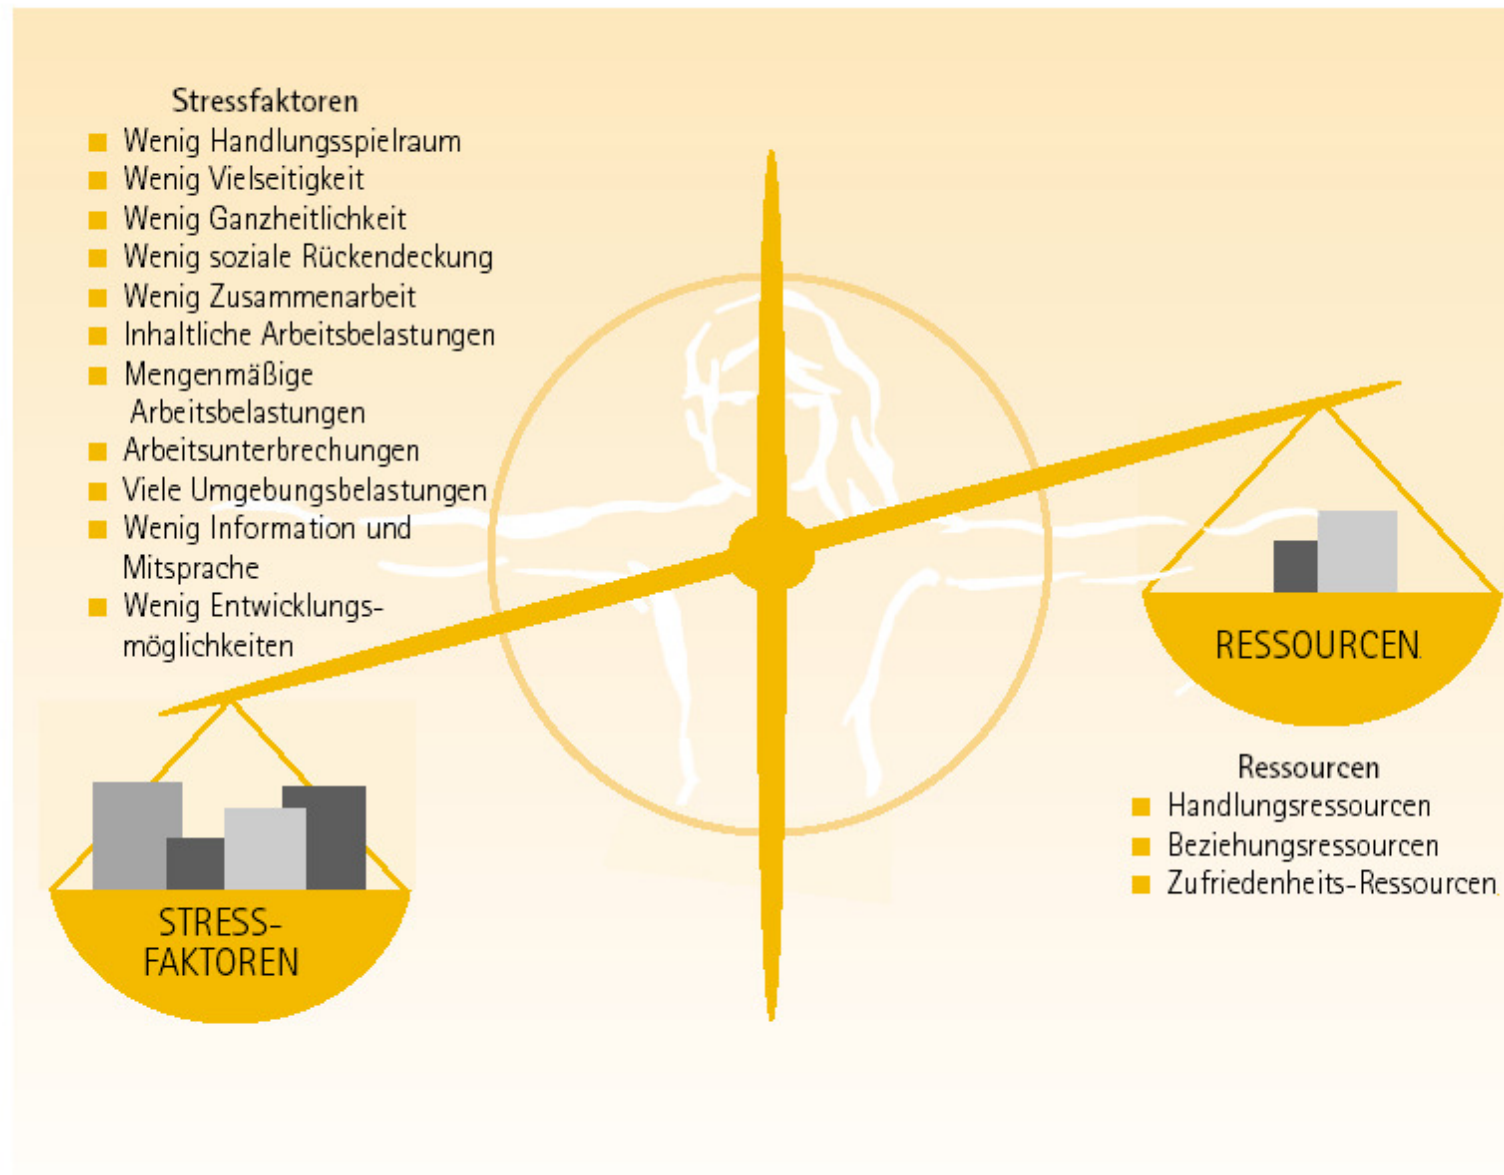 Stressfaktoren
Wenig Handlungsspielraum
Wenig Vielseitigkeit
Wenig Ganzheitlichkeit
Wenig soziale Rückendeckung
Wenig Zusammenarbeit
Inhaltliche Arbeitsbelastungen
Mengenmäßige
Arbeitsbelastungen
Arbeitsunterbrechungen
Viele Umgebungsbelastungen
Wenig Information und
Mitsprache
Wenig Entwicklungs-
möglichkeiten
STRESS-
FAKTOREN
RESSOURCEN
Ressourcen
Handlungsressourcen
Beziehungsressourcen
Zufriedenheits-Ressourcen